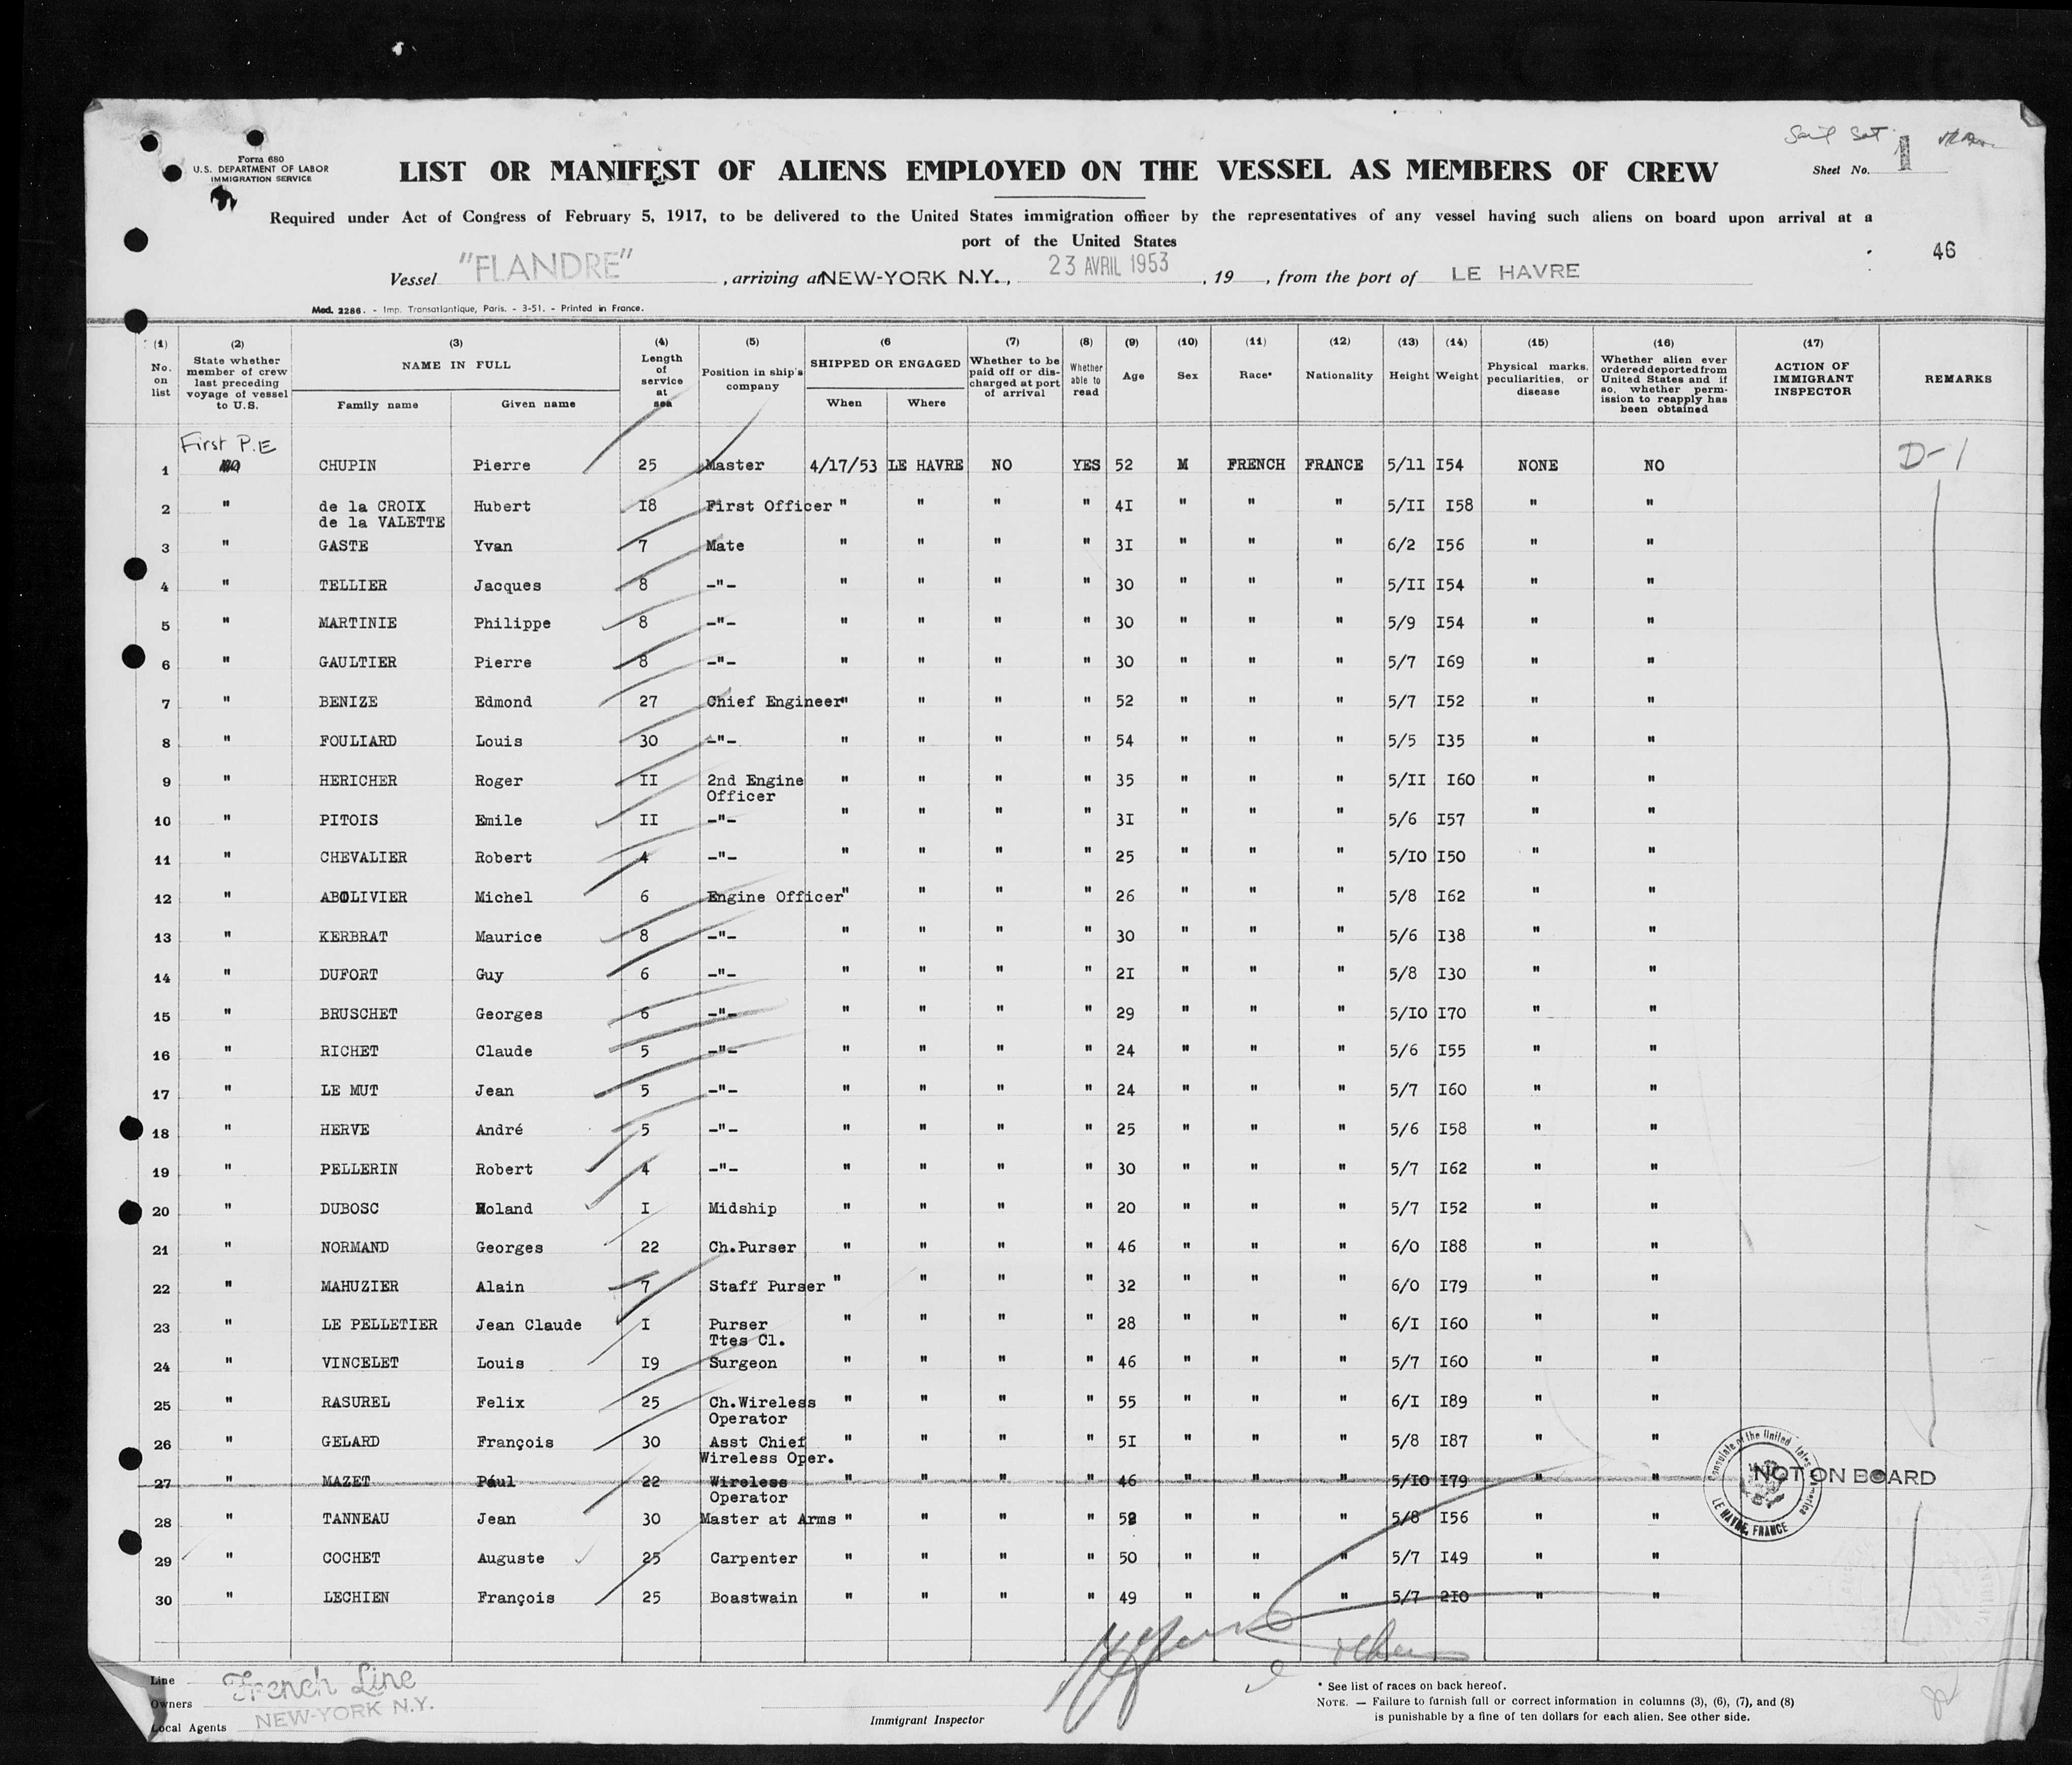 Sail Sat
Form 680
U.S. DEPARTMENT OF LABOR
IMMIGRATION SERVICE
LIST OR MANIFEST OF ALIENS EMPLOYED ON THE VESSEL AS MEMBERS OF CREW
Sheet No. 1
Required under Act of Congress of February 5, 1917, to be delivered to the United States immigration officer by the representatives of any vessel having such aliens on board upon arrival at a
port of the United States
46
Vessel "FLANDRE", arriving at NEW-YORK N.Y., 23 AVRIL 1953, 19 , from the port of LE HAVRE
Mod. 2286. - Imp. Transatlantique, Paris. - 3-51. - Printed in France.
(1) No. on list
(2) State whether member of crew last preceding voyage of vessel to U.S.
(3) NAME IN FULL
Family name Given name
(4) Length of service at sea
(5) Position in ship's company
(6 SHIPPED OR ENGAGED
When Where
(7) Whether to be paid off or discharged at port of arrival
(8) Whether able to read
(9) Age
(10) Sex
(11) Race*
(12) Nationality
(13) Height
(14) Weight
(15) Physical marks, peculiarities, or disease
(16) Whether alien ever ordered deported from United States and if so, whether permission to reapply has been obtained
(17) ACTION OF IMMIGRANT INSPECTOR
REMARKS
First P.E
1 CHUPIN Pierre 25 Master 4/17/53 LE HAVRE NO YES 52 M FRENCH FRANCE 5/11 I54 NONE NO D-1
2 " de la CROIX Hubert I8 First Officer " " " " 4I " " " 5/II I58 " "
de la VALETTE
3 " GASTE Yvan 7 Mate " " " " 3I " " " 6/2 I56 " "
4 " TELLIER Jacques 8 -"- " " " " 30 " " " 5/II I54 " "
5 " MARTINIE Philippe 8 -"- " " " " 30 " " " 5/9 I54 " "
6 " GAULTIER Pierre 8 -"- " " " " 30 " " " 5/7 I69 " "
7 " BENIZE Edmond 27 Chief Engineer " " " " 52 " " " 5/7 I52 " "
8 " FOULIARD Louis 30 -"- " " " " 54 " " " 5/5 I35 " "
9 " HERICHER Roger II 2nd Engine " " " " 35 " " " 5/II I60 " "
Officer
10 " PITOIS Emile II -"- " " " " 3I " " " 5/6 I57 " "
11 " CHEVALIER Robert 4 -"- " " " " 25 " " " 5/IO I50 " "
12 " ABOLIVIER Michel 6 Engine Officer " " " " 26 " " " 5/8 I62 " "
13 " KERBRAT Maurice 8 -"- " " " " 30 " " " 5/6 I38 " "
14 " DUFORT Guy 6 -"- " " " " 2I " " " 5/8 I30 " "
15 " BRUSCHET Georges 6 -"- " " " " 29 " " " 5/IO I70 " "
16 " RICHET Claude 5 -"- " " " " 24 " " " 5/6 I55 " "
17 " LE MUT Jean 5 -"- " " " " 24 " " " 5/7 I60 " "
18 " HERVE André 5 -"- " " " " 25 " " " 5/6 I58 " "
19 " PELLERIN Robert 4 -"- " " " " 30 " " " 5/7 I62 " "
20 " DUBOSC Roland I Midship " " " " 20 " " " 5/7 I52 " "
21 " NORMAND Georges 22 Ch.Purser " " " " 46 " " " 6/0 I88 " "
22 " MAHUZIER Alain 7 Staff Purser " " " " 32 " " " 6/0 I79 " "
23 " LE PELLETIER Jean Claude I Purser " " " " 28 " " " 6/I I60 " "
Ttes Cl.
24 " VINCELET Louis I9 Surgeon " " " " 46 " " " 5/7 I60 " "
25 " RASUREL Felix 25 Ch.Wireless " " " " 55 " " " 6/I I89 " "
Operator
26 " GELARD François 30 Asst Chief " " " " 5I " " " 5/8 I87 " "
Wireless Oper.
27 " MAZET Paul 22 Wireless " " " " 46 " " " 5/IO I79 " " NOT ON BOARD
Operator
28 " TANNEAU Jean 30 Master at Arms " " " " 52 " " " 5/8 I56 " "
29 " COCHET Auguste 25 Carpenter " " " " 50 " " " 5/7 I49 " "
30 " LECHIEN François 25 Boastwain " " " " 49 " " " 5/7 2IO " "
Consulate of the United States of America
LE HAVRE, FRANCE
Line French Line
Owners
Local Agents NEW-YORK N.Y.
Immigrant Inspector
* See list of races on back hereof.
NOTE. — Failure to furnish full or correct information in columns (3), (6), (7), and (8)
is punishable by a fine of ten dollars for each alien. See other side.